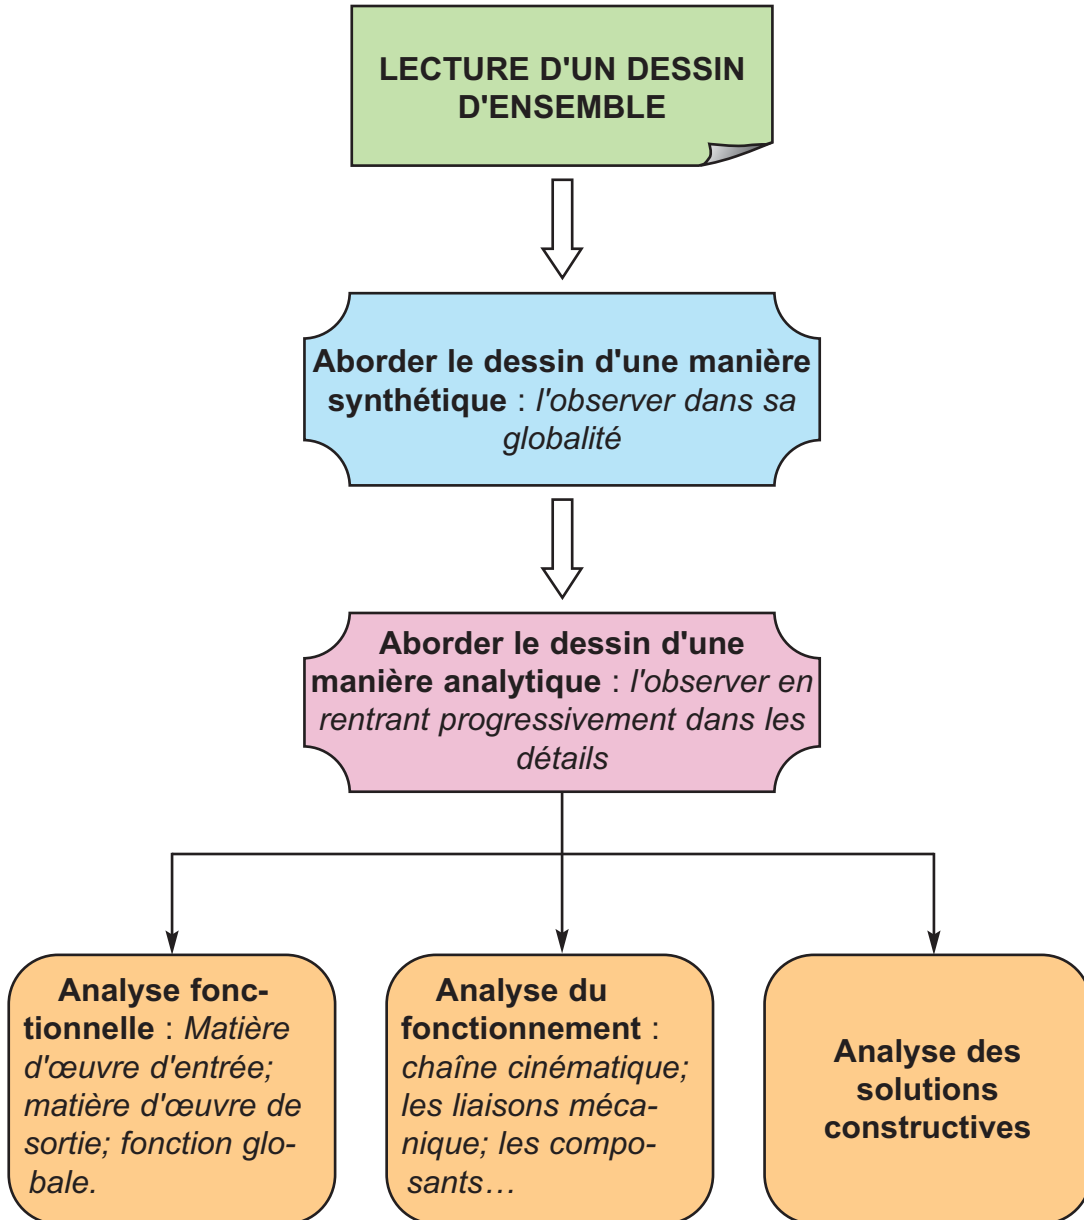 LECTURE D'UN DESSIN
D'ENSEMBLE
Aborder le dessin d'une manière
synthétique : l'observer dans sa
globalité
Aborder le dessin d'une
manière analytique : l'observer en
rentrant progressivement dans les
détails
Analyse fonc-
tionnelle : Matière
d'œuvre d'entrée;
matière d'œuvre de
sortie; fonction glo-
bale.
Analyse du
fonctionnement :
chaîne cinématique;
les liaisons méca-
nique; les compo-
sants…
Analyse des
solutions
constructives